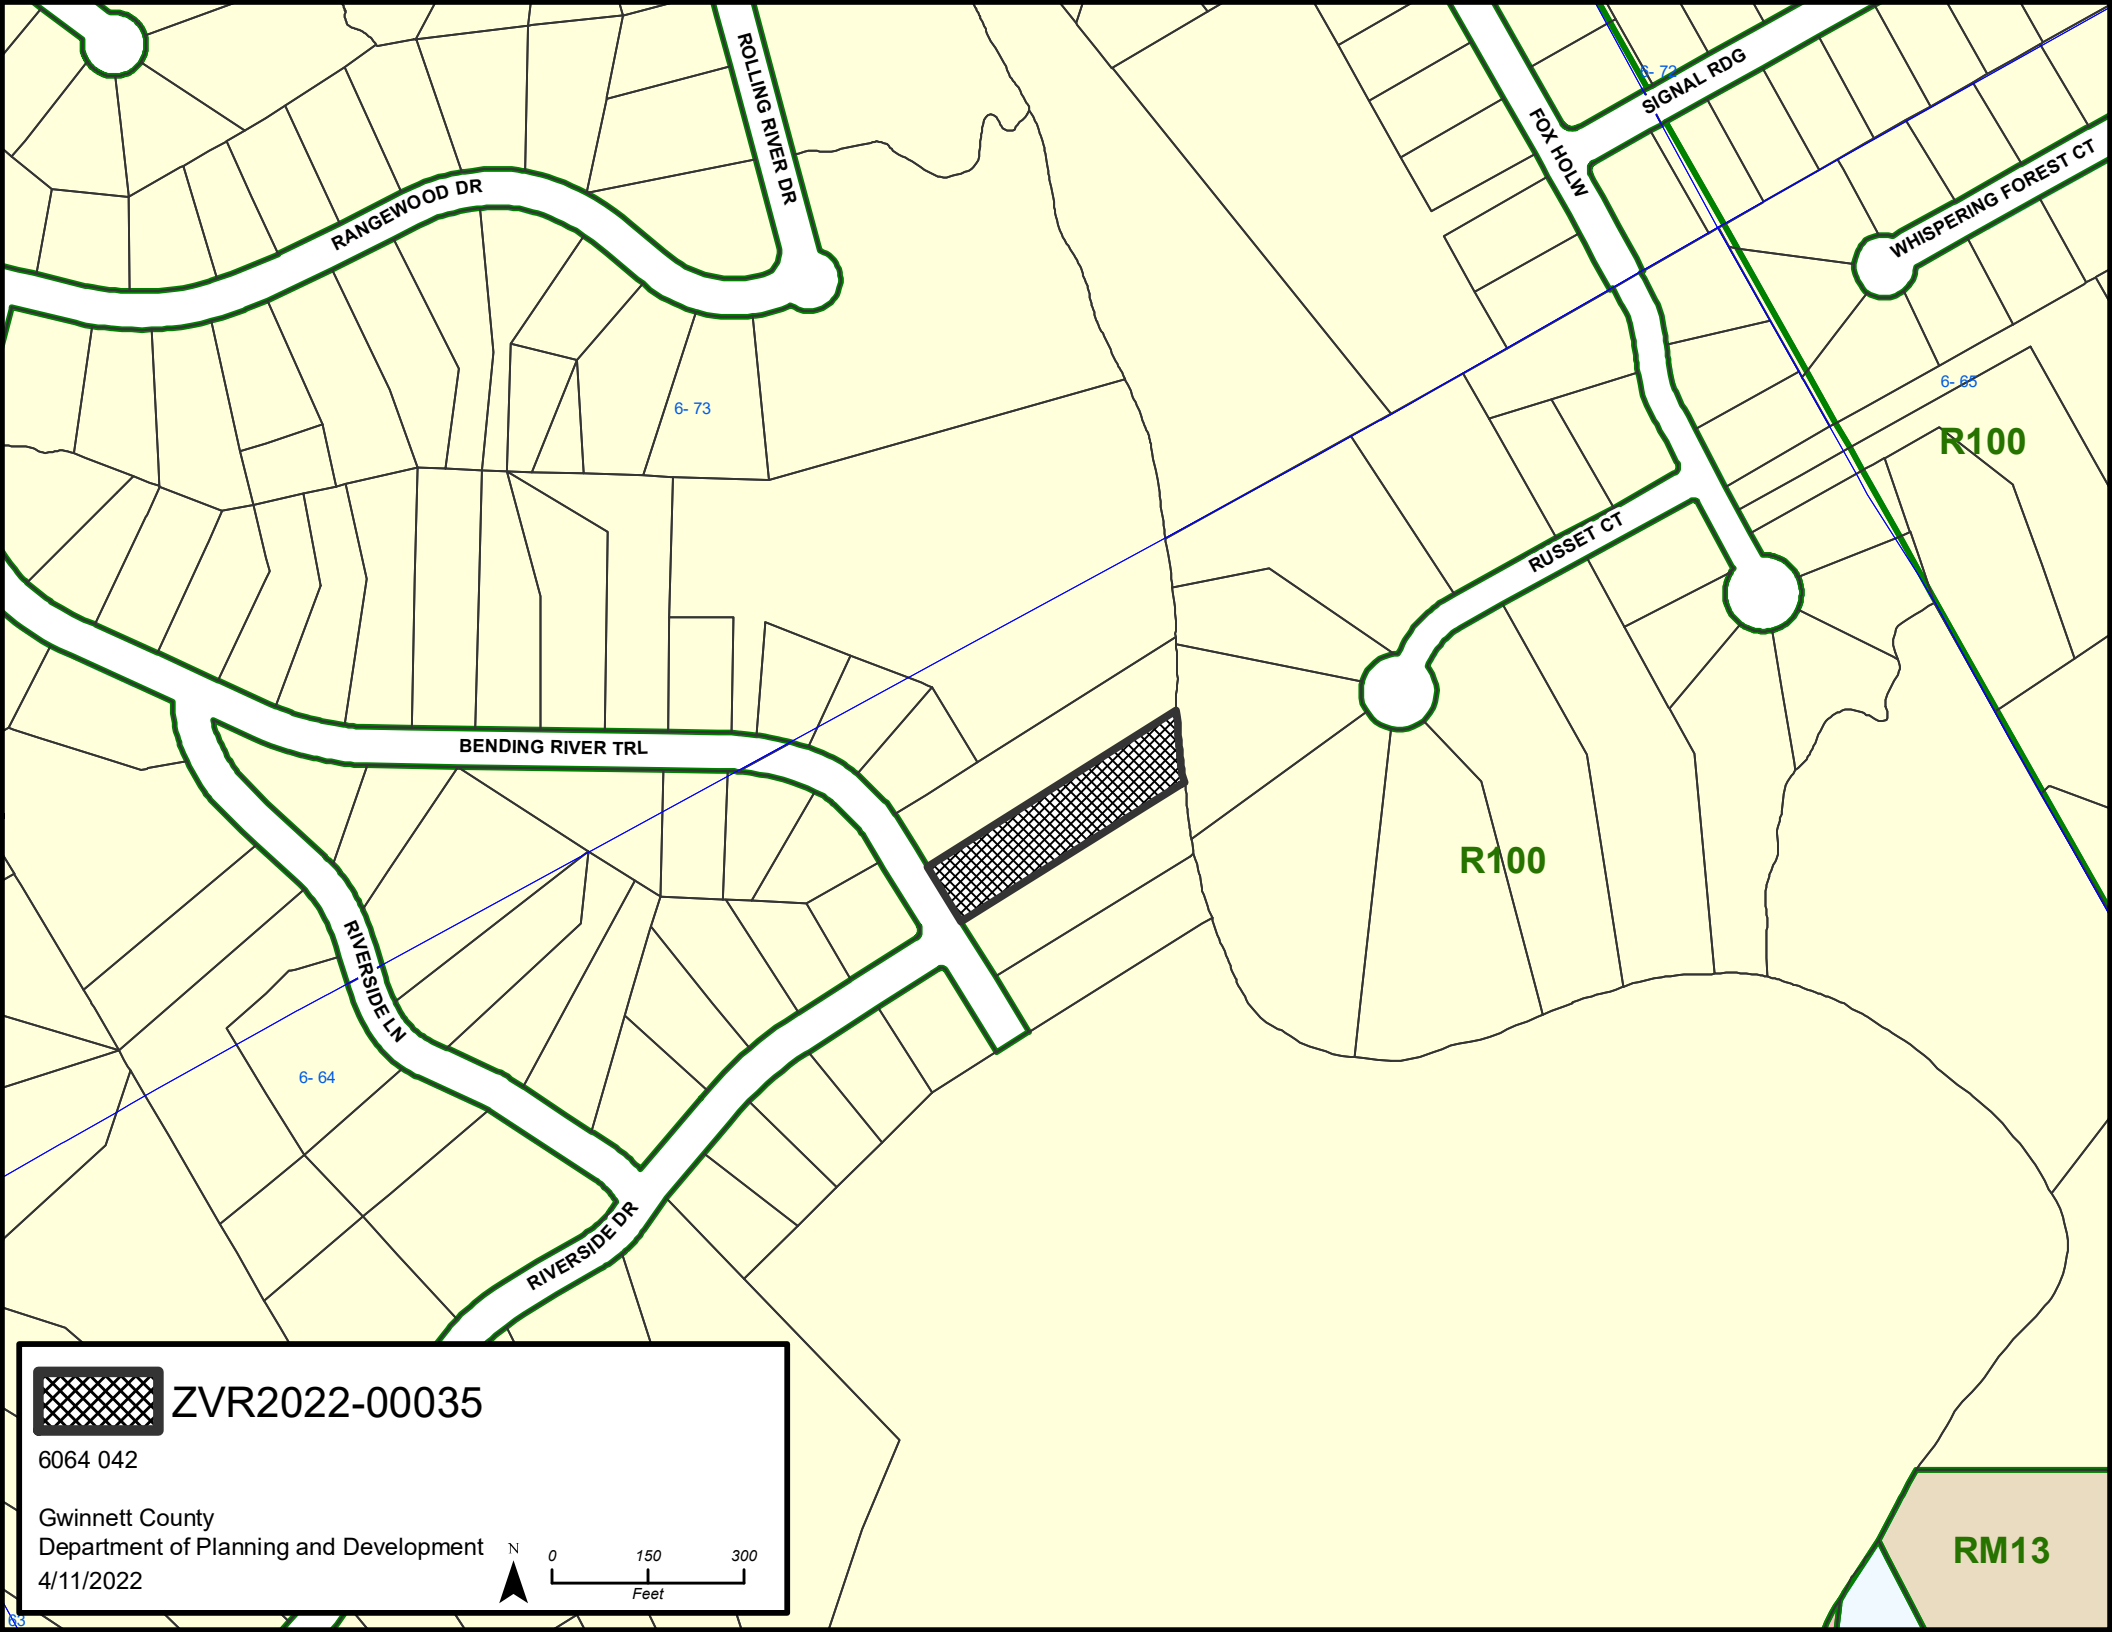 ROLLING RIVER DR
6- 72
SIGNAL RDG
FOX HOLW
WHISPERING FOREST CT
RANGEWOOD DR
6- 73
6- 65
R100
RUSSET CT
BENDING RIVER TRL
R100
RIVERSIDE LN
6- 64
RIVERSIDE DR
ZVR2022-00035
6064 042
Gwinnett County
Department of Planning and Development
4/11/2022
N
0 150 300
Feet
RM13
63